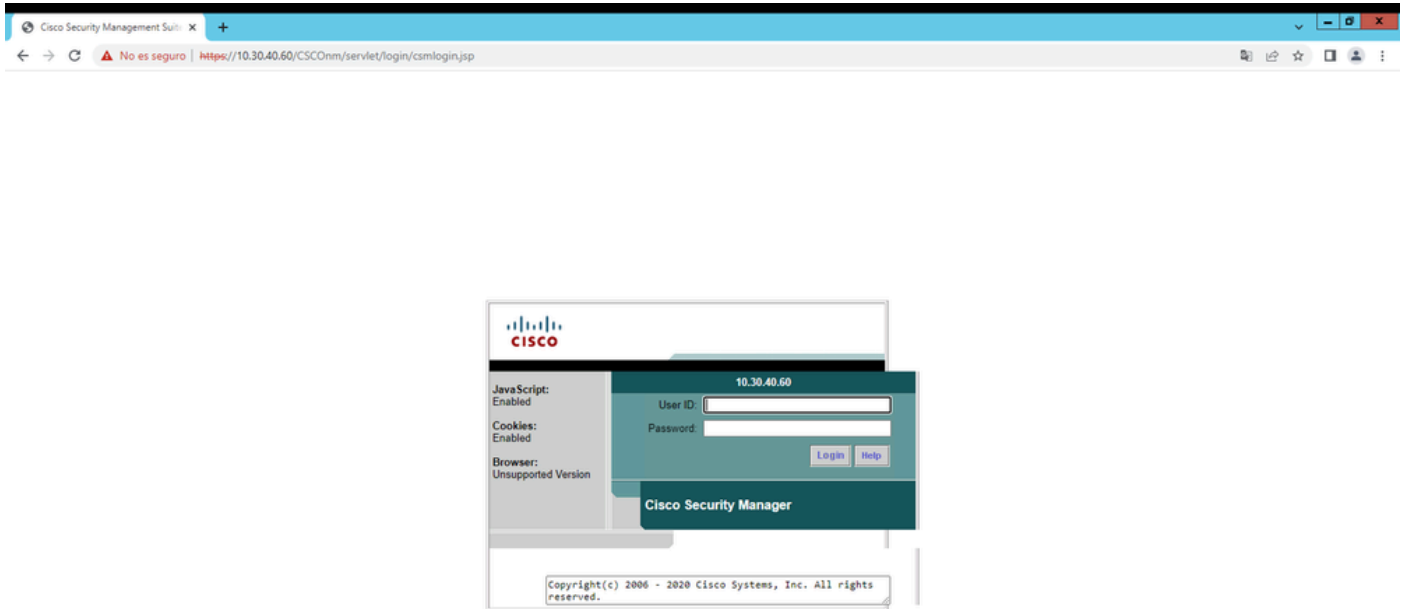 Cisco Security Management Suit
No es seguro | https://10.30.40.60/CSCOnm/servlet/login/csmlogin.jsp
CISCO
10.30.40.60
JavaScript:
Enabled
User ID:
Cookies:
Enabled
Password:
Login Help
Browser:
Unsupported Version
Cisco Security Manager
Copyright(c) 2006 - 2020 Cisco Systems, Inc. All rights
reserved.